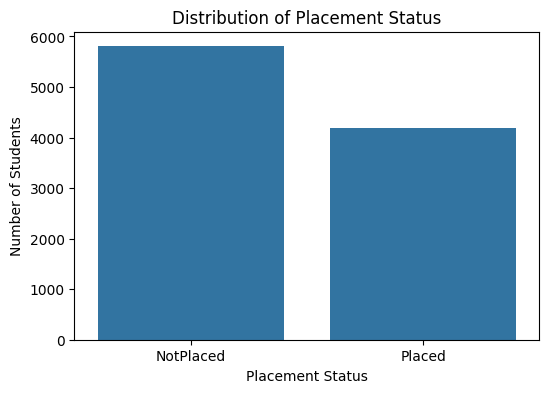 Distribution of Placement Status
6000
5000
4000
3000
2000
1000
0
Number of Students
NotPlaced
Placed
Placement Status